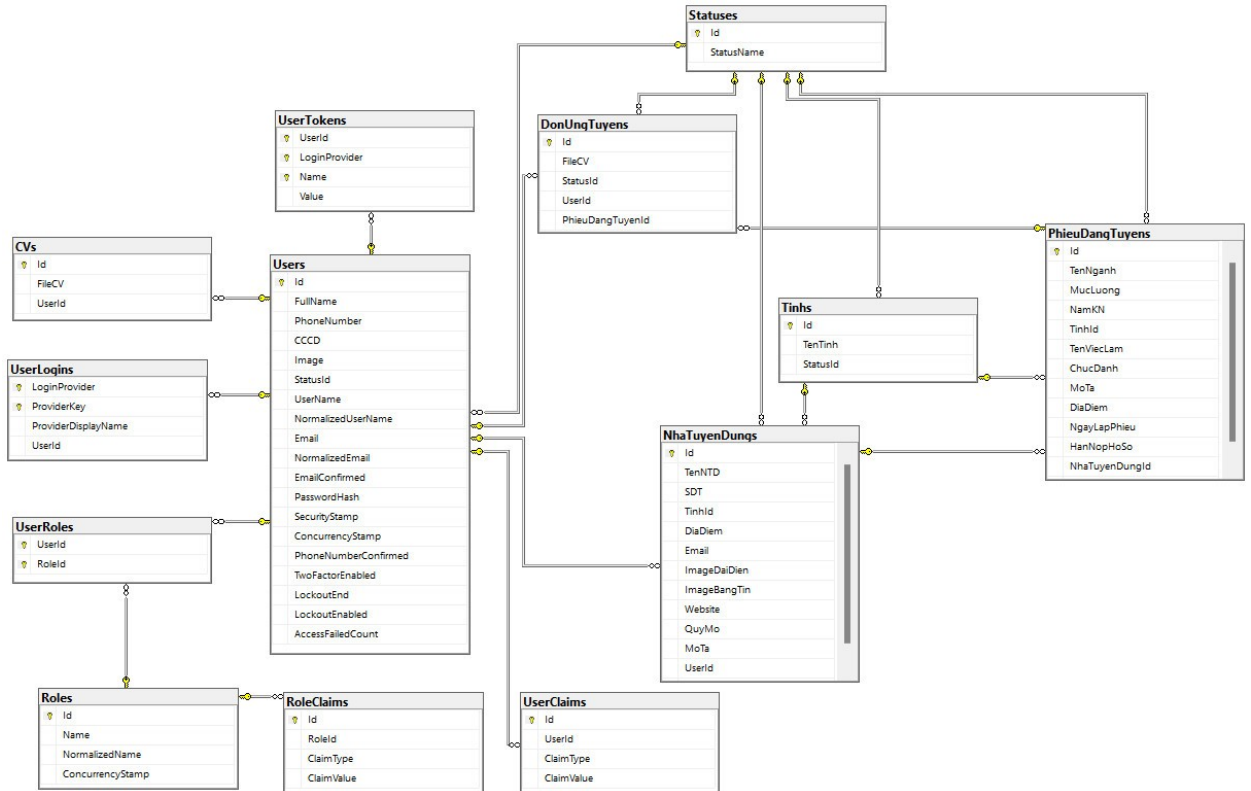 Statuses
Id
StatusName
UserTokens
UserId
LoginProvider
Name
Value
DonUngTuyens
Id
FileCV
StatusId
UserId
PhieuDangTuyenId
CVs
Id
FileCV
UserId
Users
Id
FullName
PhoneNumber
CCCD
Image
StatusId
UserName
NormalizedUserName
Email
NormalizedEmail
EmailConfirmed
PasswordHash
SecurityStamp
ConcurrencyStamp
PhoneNumberConfirmed
TwoFactorEnabled
LockoutEnd
LockoutEnabled
AccessFailedCount
PhieuDangTuyens
Id
TenNganh
MucLuong
NamKN
TinhId
TenViecLam
ChucDanh
MoTa
DiaDiem
NgayLapPhieu
HanNopHoSo
NhaTuyenDungId
Tinhs
Id
TenTinh
StatusId
UserLogins
LoginProvider
ProviderKey
ProviderDisplayName
UserId
NhaTuyenDungs
Id
TenNTD
SDT
TinhId
DiaDiem
Email
ImageDaiDien
ImageBangTin
Website
QuyMo
MoTa
UserId
UserRoles
UserId
RoleId
Roles
Id
Name
NormalizedName
ConcurrencyStamp
RoleClaims
Id
RoleId
ClaimType
ClaimValue
UserClaims
Id
UserId
ClaimType
ClaimValue